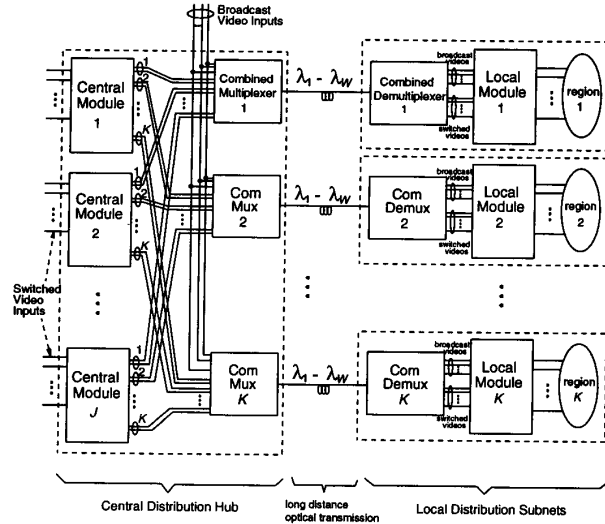 Broadcast
Video Inputs
Central
Module
1
1
2
K
Combined
Multiplexer
1
λ1 - λW
Combined
Demultiplexer
1
broadcast
videos
switched
videos
Local
Module
1
region
1
Central
Module
2
1
2
K
Com
Mux
2
λ1 - λW
Com
Demux
2
broadcast
videos
switched
videos
Local
Module
2
region
2
Switched
Video
Inputs
Central
Module
J
1
2
K
Com
Mux
K
λ1 - λW
Com
Demux
K
broadcast
videos
switched
videos
Local
Module
K
region
K
Central Distribution Hub
long distance
optical transmission
Local Distribution Subnets